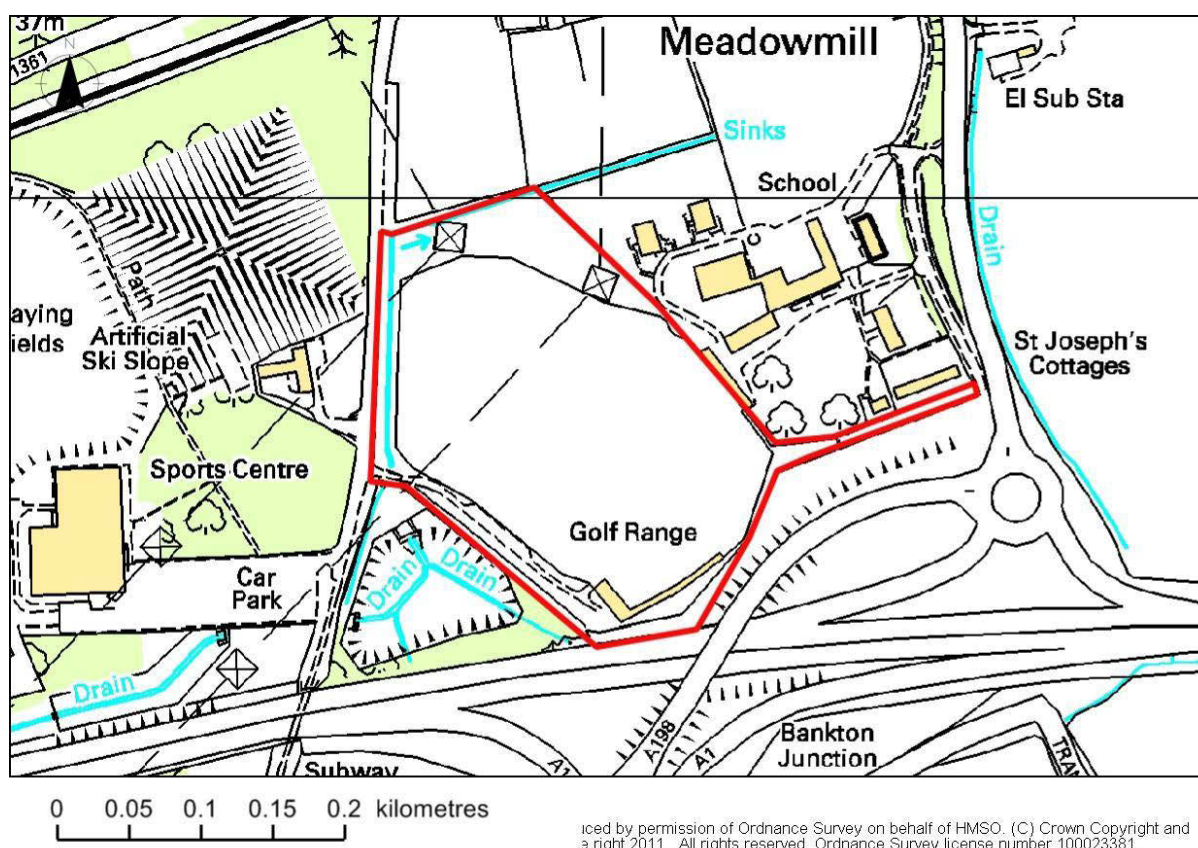 37m
1361
N
Meadowmill
El Sub Sta
Sinks
School
Drain
Path
aying
ields
Artificial
Ski Slope
St Joseph's
Cottages
Sports Centre
Golf Range
Car
Park
Drain
Drain
Drain
Bankton
Junction
A198
A1
A1
TRAN
Subway
0 0.05 0.1 0.15 0.2 kilometres
uced by permission of Ordnance Survey on behalf of HMSO. (C) Crown Copyright and
e right 2011. All rights reserved. Ordnance Survey license number 100023381